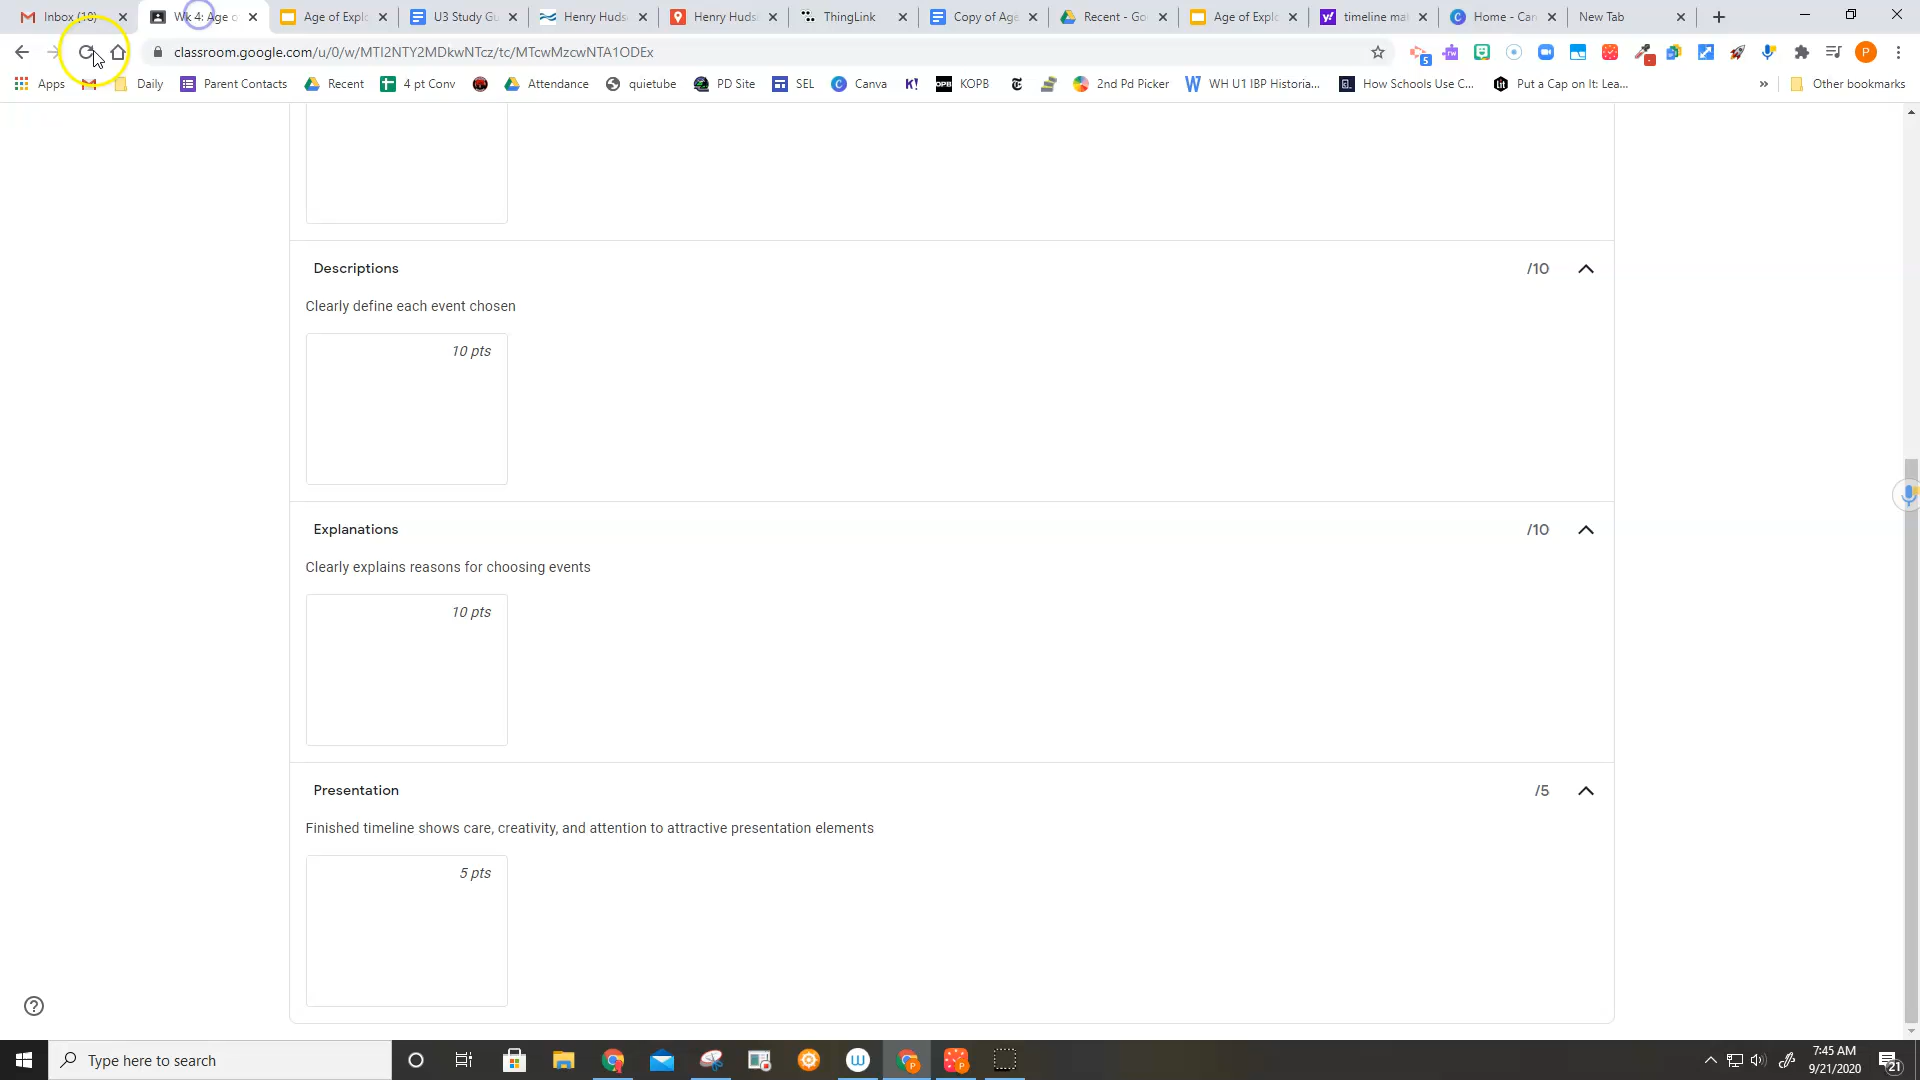 Inbox (10) Wk 4: Age o Age of Explo U3 Study Gu Henry Huds Henry Huds ThingLink Copy of Age Recent - Go Age of Explo timeline ma Home - Can New Tab
classroom.google.com/u/0/w/MTI2NTY2MDkwNTcz/tc/MTcwMzcwNTA1ODEx
Apps Daily Parent Contacts Recent 4 pt Conv Attendance quietube PD Site SEL Canva K! KOPB 2nd Pd Picker WH U1 IBP Historia... How Schools Use C... Put a Cap on It: Lea... » Other bookmarks
Descriptions /10
Clearly define each event chosen
10 pts
Explanations /10
Clearly explains reasons for choosing events
10 pts
Presentation /5
Finished timeline shows care, creativity, and attention to attractive presentation elements
5 pts
Type here to search
7:45 AM
9/21/2020
21